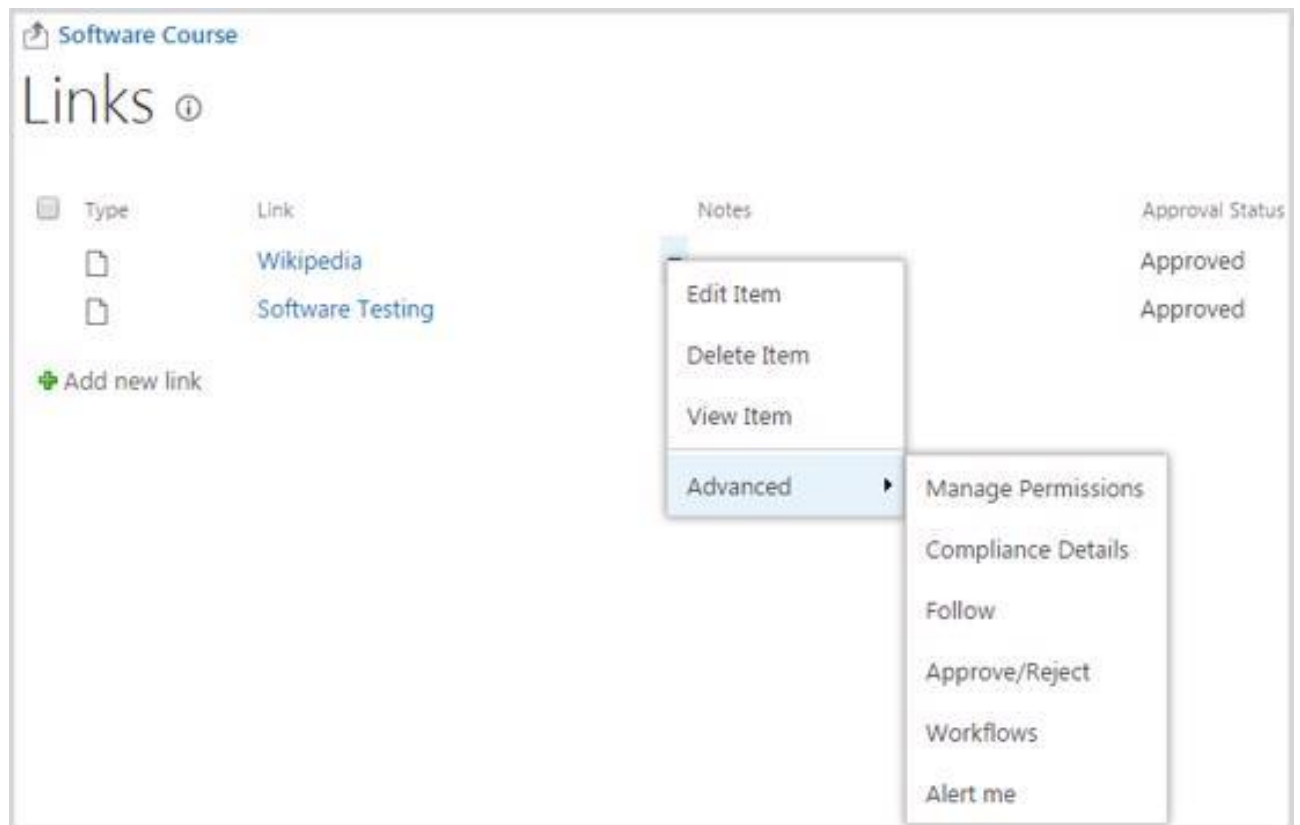 Software Course
Links
Type Link Notes Approval Status
Wikipedia Approved
Edit Item
Software Testing Approved
Delete Item
Add new link
View Item
Advanced
Manage Permissions
Compliance Details
Follow
Approve/Reject
Workflows
Alert me